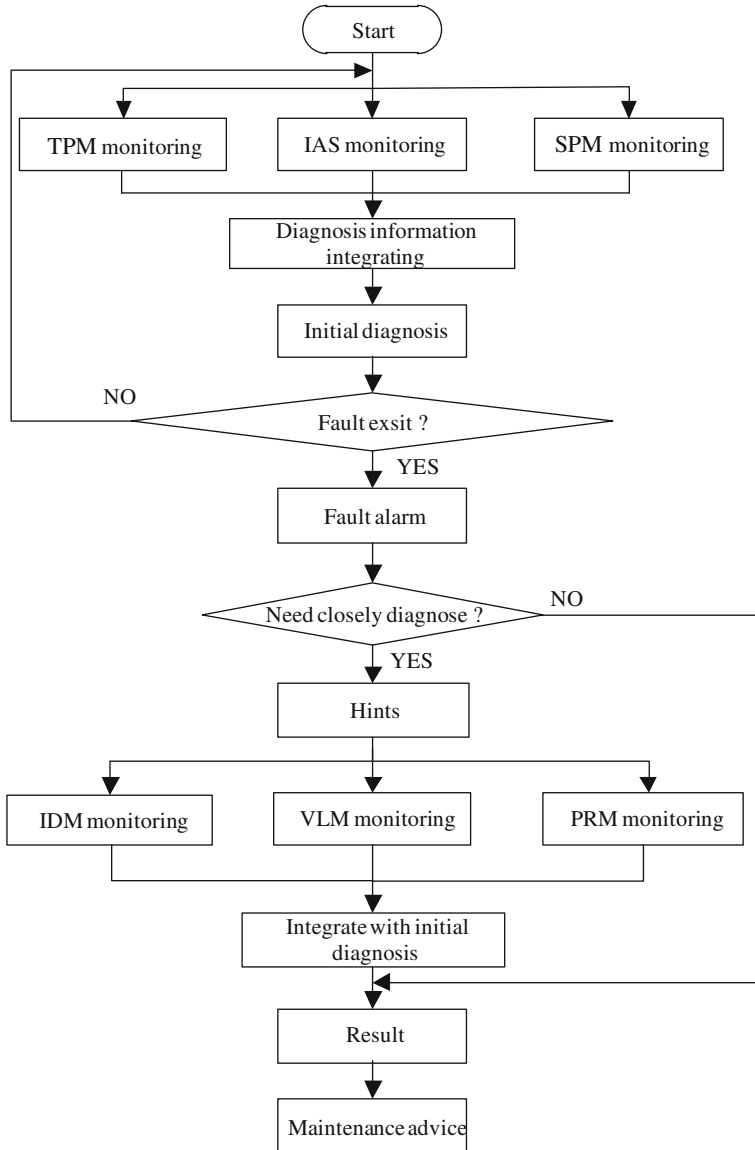 Start
TPM monitoring
IAS monitoring
SPM monitoring
Diagnosis information
integrating
Initial diagnosis
NO
Fault exsit ?
YES
Fault alarm
Need closely diagnose ?
NO
YES
Hints
IDM monitoring
VLM monitoring
PRM monitoring
Integrate with initial
diagnosis
Result
Maintenance advice